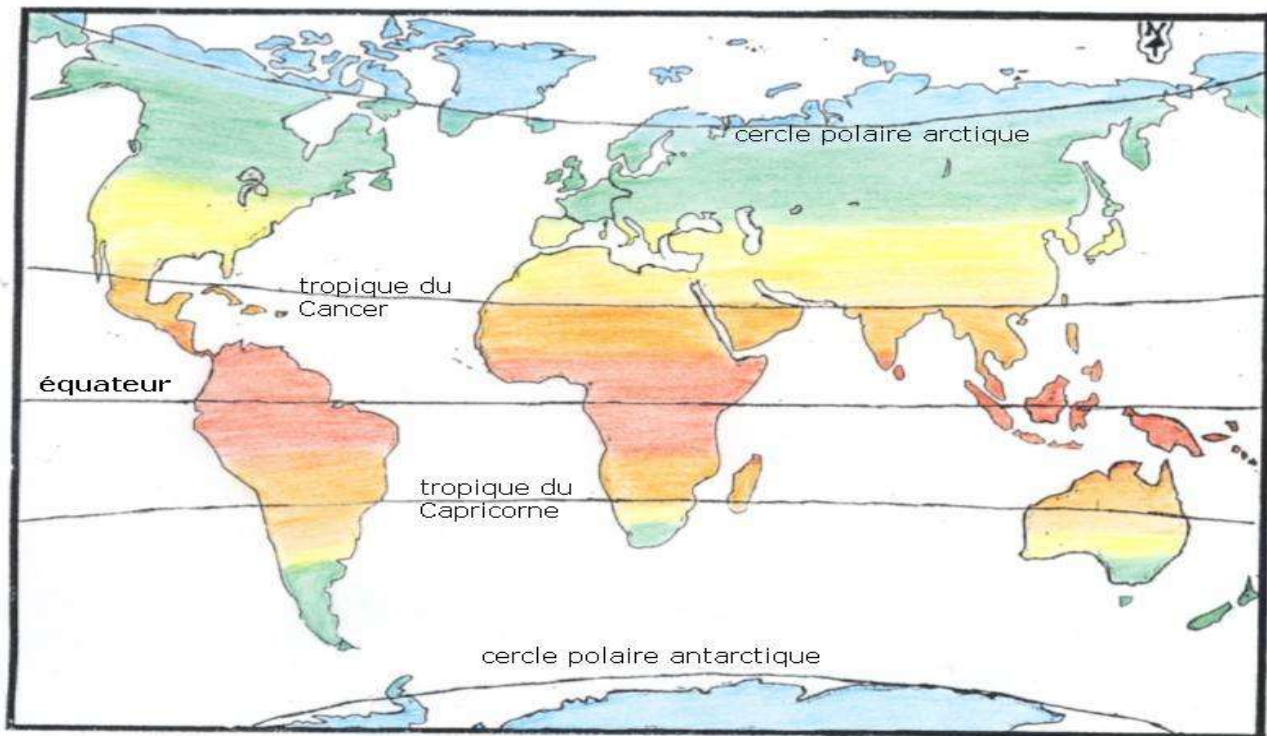 N
cercle polaire arctique
tropique du
Cancer
équateur
tropique du
Capricorne
cercle polaire antarctique